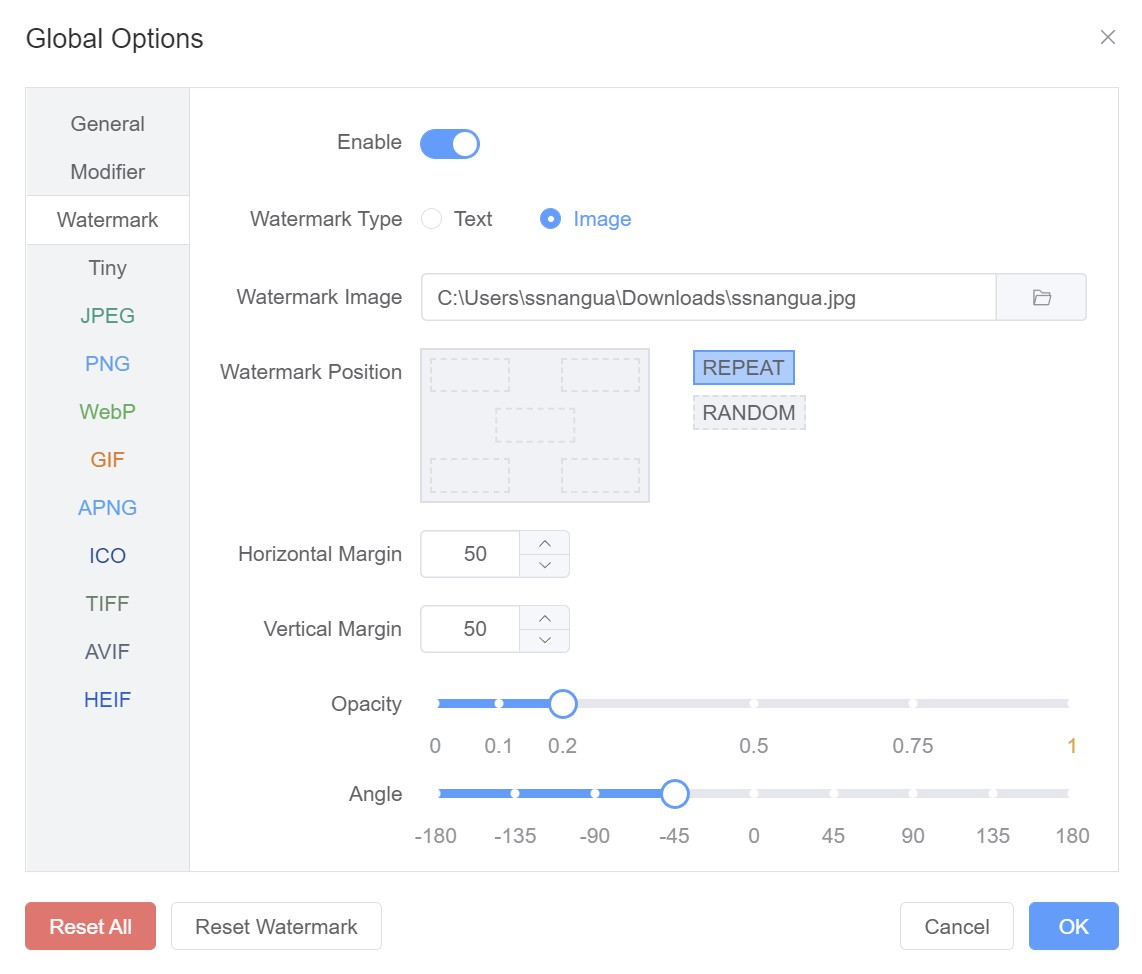 Global Options
General
Modifier
Watermark
Tiny
JPEG
PNG
WebP
GIF
APNG
ICO
TIFF
AVIF
HEIF
Enable
Watermark Type Text Image
Watermark Image C:\Users\ssnangua\Downloads\ssnangua.jpg
Watermark Position REPEAT
RANDOM
Horizontal Margin 50
Vertical Margin 50
Opacity
0 0.1 0.2 0.5 0.75 1
Angle
-180 -135 -90 -45 0 45 90 135 180
Reset All Reset Watermark Cancel OK